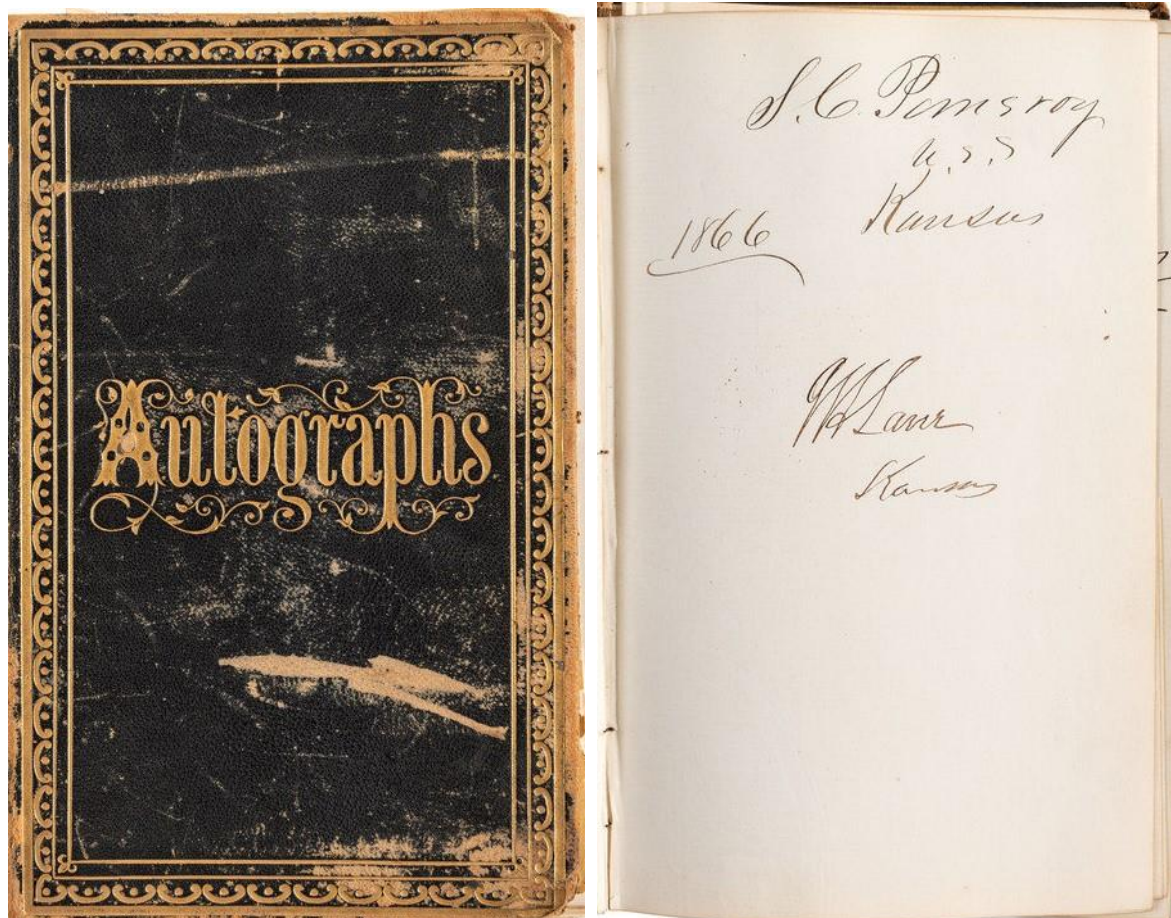 Autographs
S. C. Pomeroy
U.S.S
Kansas
1866
J H Lane
Kansas